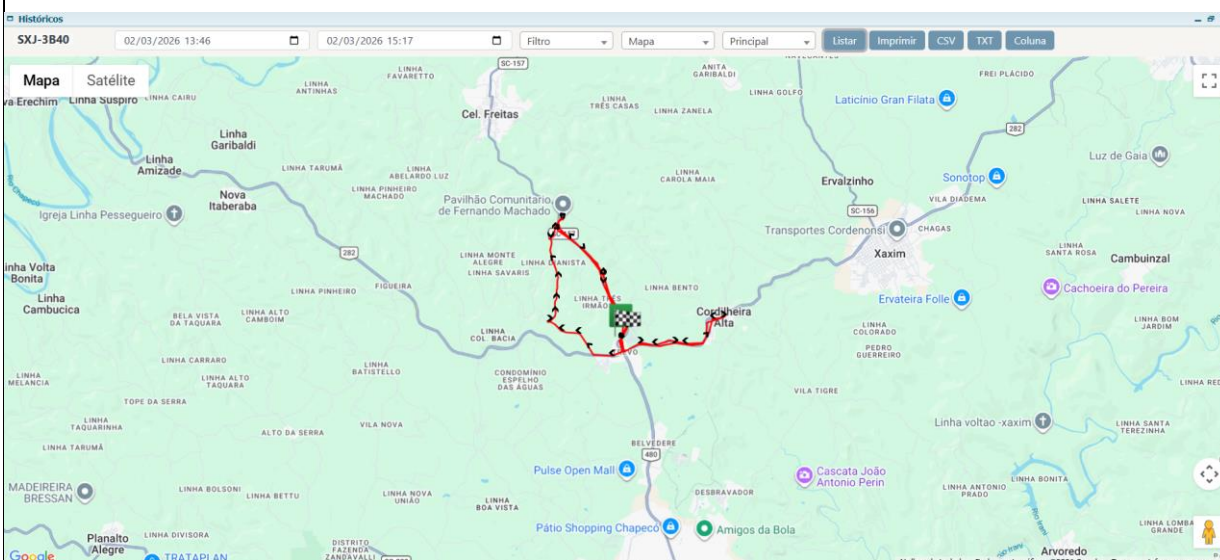 Históricos
SXJ-3B40
02/03/2026 13:46
02/03/2026 15:17
Filtro
Mapa
Principal
Listar
Imprimir
CSV
TXT
Coluna
Mapa
Satélite
SC-157
LINHA FAVARETTO
LINHA ANTINHAS
ANITA GARIBALDI
FREI PLÁCIDO
LINHA CAIRU
Linha Suspiro
LINHA TRÊS CASAS
LINHA ZANELA
LINHA GOLFO
Laticínio Gran Filata
Cel. Freitas
282
Linha Garibaldi
Linha Amizade
LINHA TARUMÃ
LINHA ABELARDO LUZ
LINHA CAROLA MAIA
Luz de Gaia
Nova Itaberaba
LINHA PINHEIRO MACHADO
Ervalzinho
Sonotop
Pavilhão Comunitario de Fernando Machado
VILA DIADEMA
LINHA SALETE
LINHA NOVA
Igreja Linha Pessegueiro
SC-156
Transportes Cordenonsi
CHAGAS
Xaxim
LINHA SANTA ROSA
Cambuinzal
282
LINHA MONTE ALEGRE
LINHA SAVARIS
Linha Cambucica
LINHA PINHEIRO
FIGUEIRA
LINHA BENTO
Cachoeira do Pereira
Ervateira Folle
BELA VISTA DA TAQUARA
LINHA ALTO CAMBOIM
Cordilheira Alta
LINHA COL. BACIA
LINHA COLORADO
LINHA BOM JARDIM
PEDRO GUERREIRO
LINHA CARRARO
LINHA BATISTELLO
CONDOMÍNIO ESPELHO DAS ÁGUAS
LINHA ALTO TAQUARA
VILA TIGRE
TOPE DA SERRA
LINHA TAQUARINHA
ALTO DA SERRA
VILA NOVA
Linha voltao -xaxim
LINHA SANTA TEREZINHA
LINHA TARUMÃ
BELVEDERE
480
Pulse Open Mall
Cascata João Antonio Perin
MADEIREIRA BRESSAN
LINHA BOLSONI
LINHA BETTU
LINHA NOVA UNIÃO
LINHA BOA VISTA
DESBRAVADOR
LINHA ANTONIO PRADO
LINHA BONITA
Pátio Shopping Chapecó
Amigos da Bola
Rio Irani
LINHA LOMBA GRANDE
Planalto Alegre
LINHA DIVISORA
DISTRITO FAZENDA ZANDAVALLI
Arvoredo
Google
TRATAPLAN